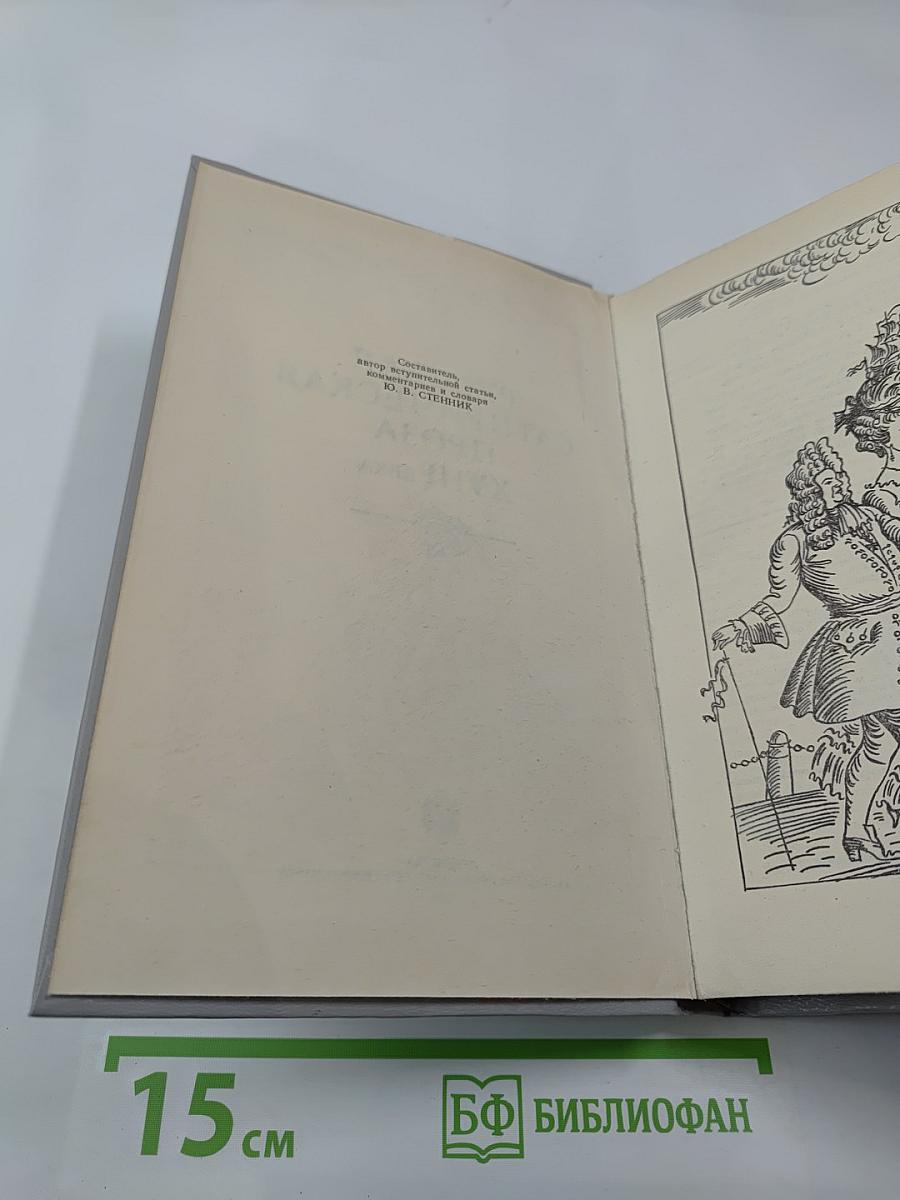 Составитель,
автор вступительной статьи,
комментариев и словаря
Ю. В. СТЕННИК
15 см
БФ БИБЛИОФАН